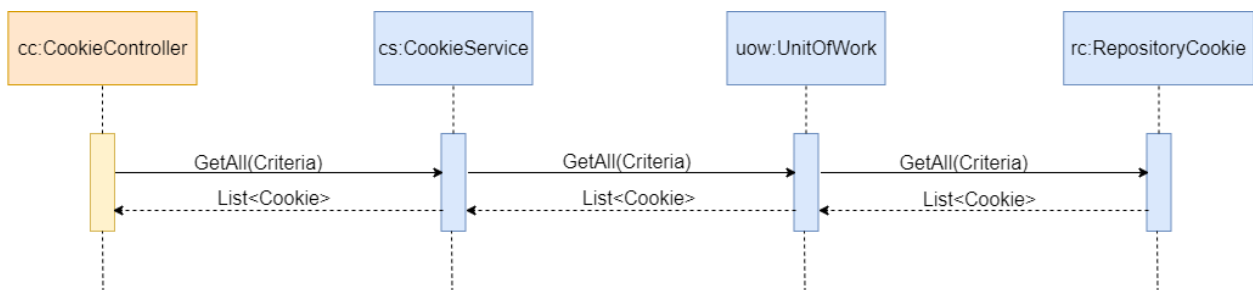 cc:CookieController
cs:CookieService
uow:UnitOfWork
rc:RepositoryCookie
GetAll(Criteria)
GetAll(Criteria)
GetAll(Criteria)
List<Cookie>
List<Cookie>
List<Cookie>